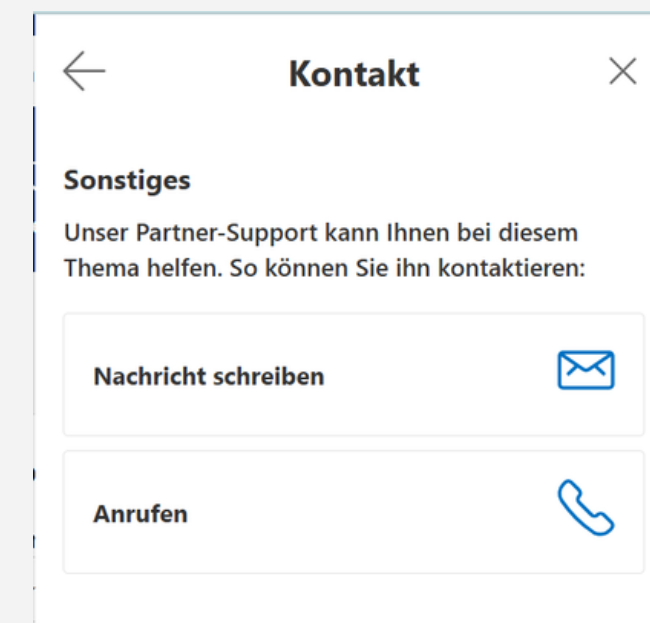 Kontakt
Sonstiges
Unser Partner-Support kann Ihnen bei diesem
Thema helfen. So können Sie ihn kontaktieren:
Nachricht schreiben
Anrufen